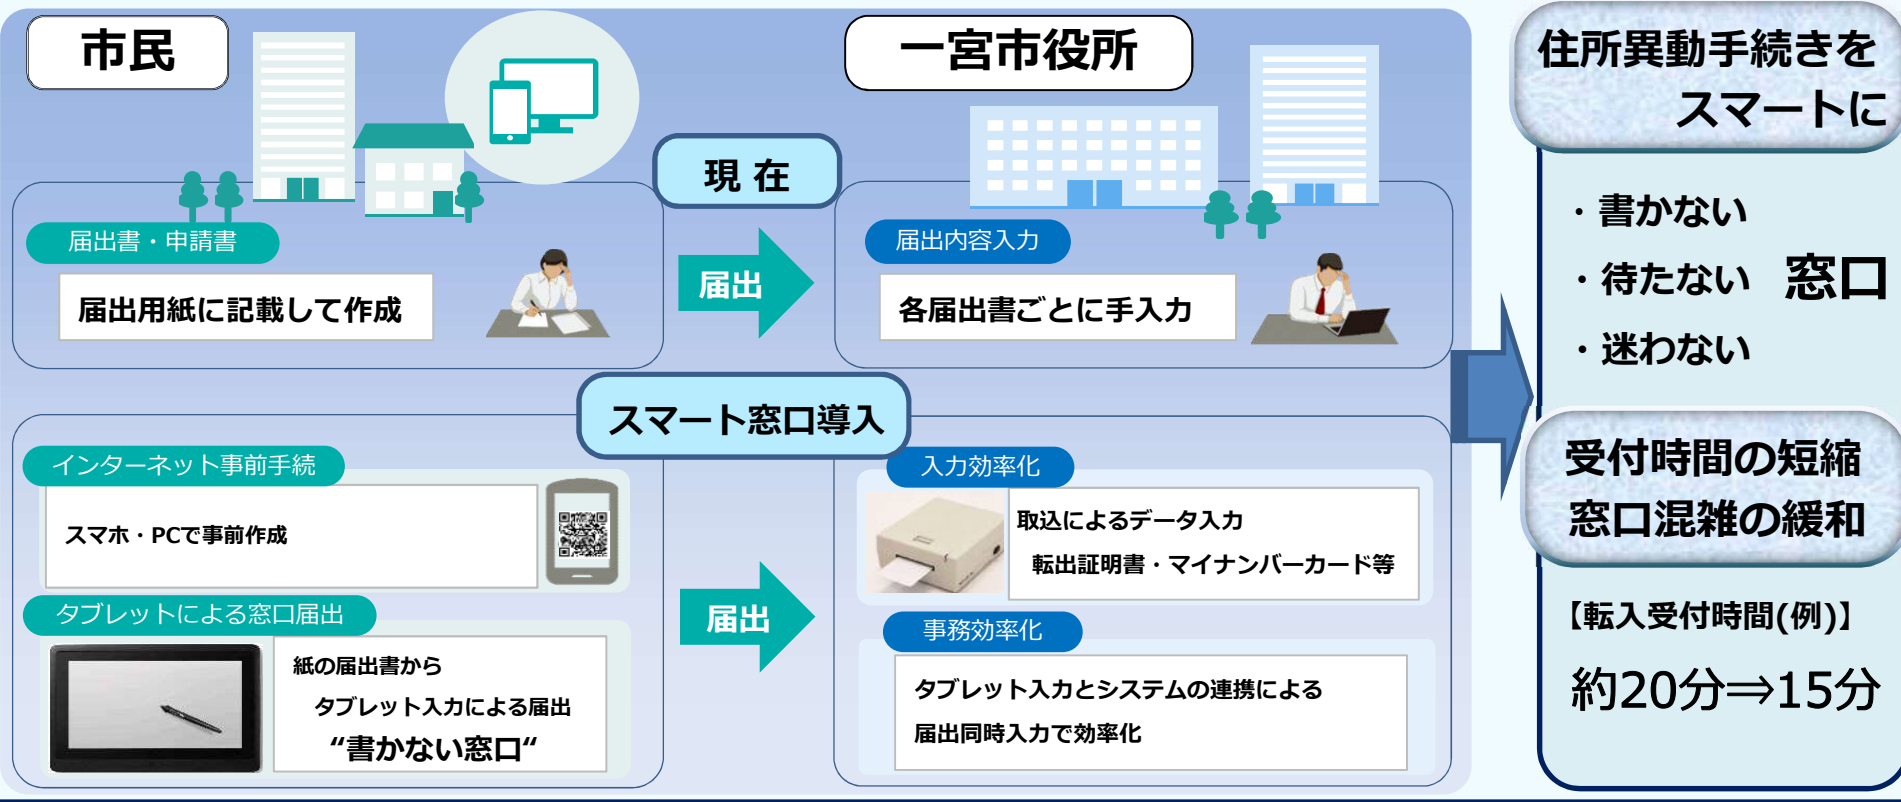 市民
一宮市役所
現 在
届出書・申請書
届出用紙に記載して作成
届出
届出内容入力
各届出書ごとに手入力
スマート窓口導入
インターネット事前手続
スマホ・PCで事前作成
タブレットによる窓口届出
紙の届出書から
タブレット入力による届出
“書かない窓口“
届出
入力効率化
取込によるデータ入力
転出証明書・マイナンバーカード等
事務効率化
タブレット入力とシステムの連携による
届出同時入力で効率化
住所異動手続きを
スマートに
・書かない
・待たない 窓口
・迷わない
受付時間の短縮
窓口混雑の緩和
【転入受付時間(例)】
約20分⇒15分